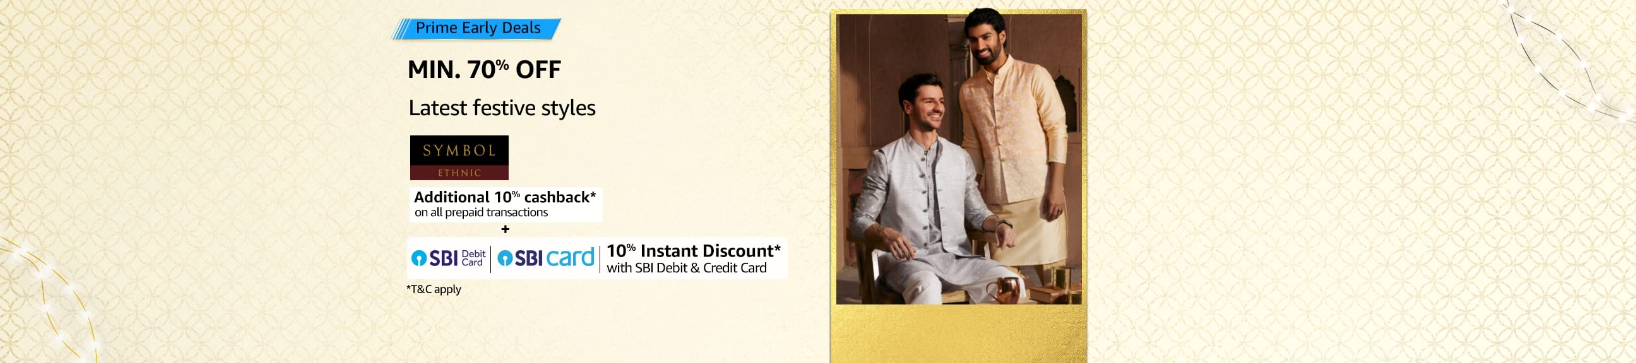 Prime Early Deals
MIN. 70% OFF
Latest festive styles
SYMBOL
ETHNIC
Additional 10% cashback*
on all prepaid transactions
+
SBI Debit Card | SBI card | 10% Instant Discount*
with SBI Debit & Credit Card
*T&C apply